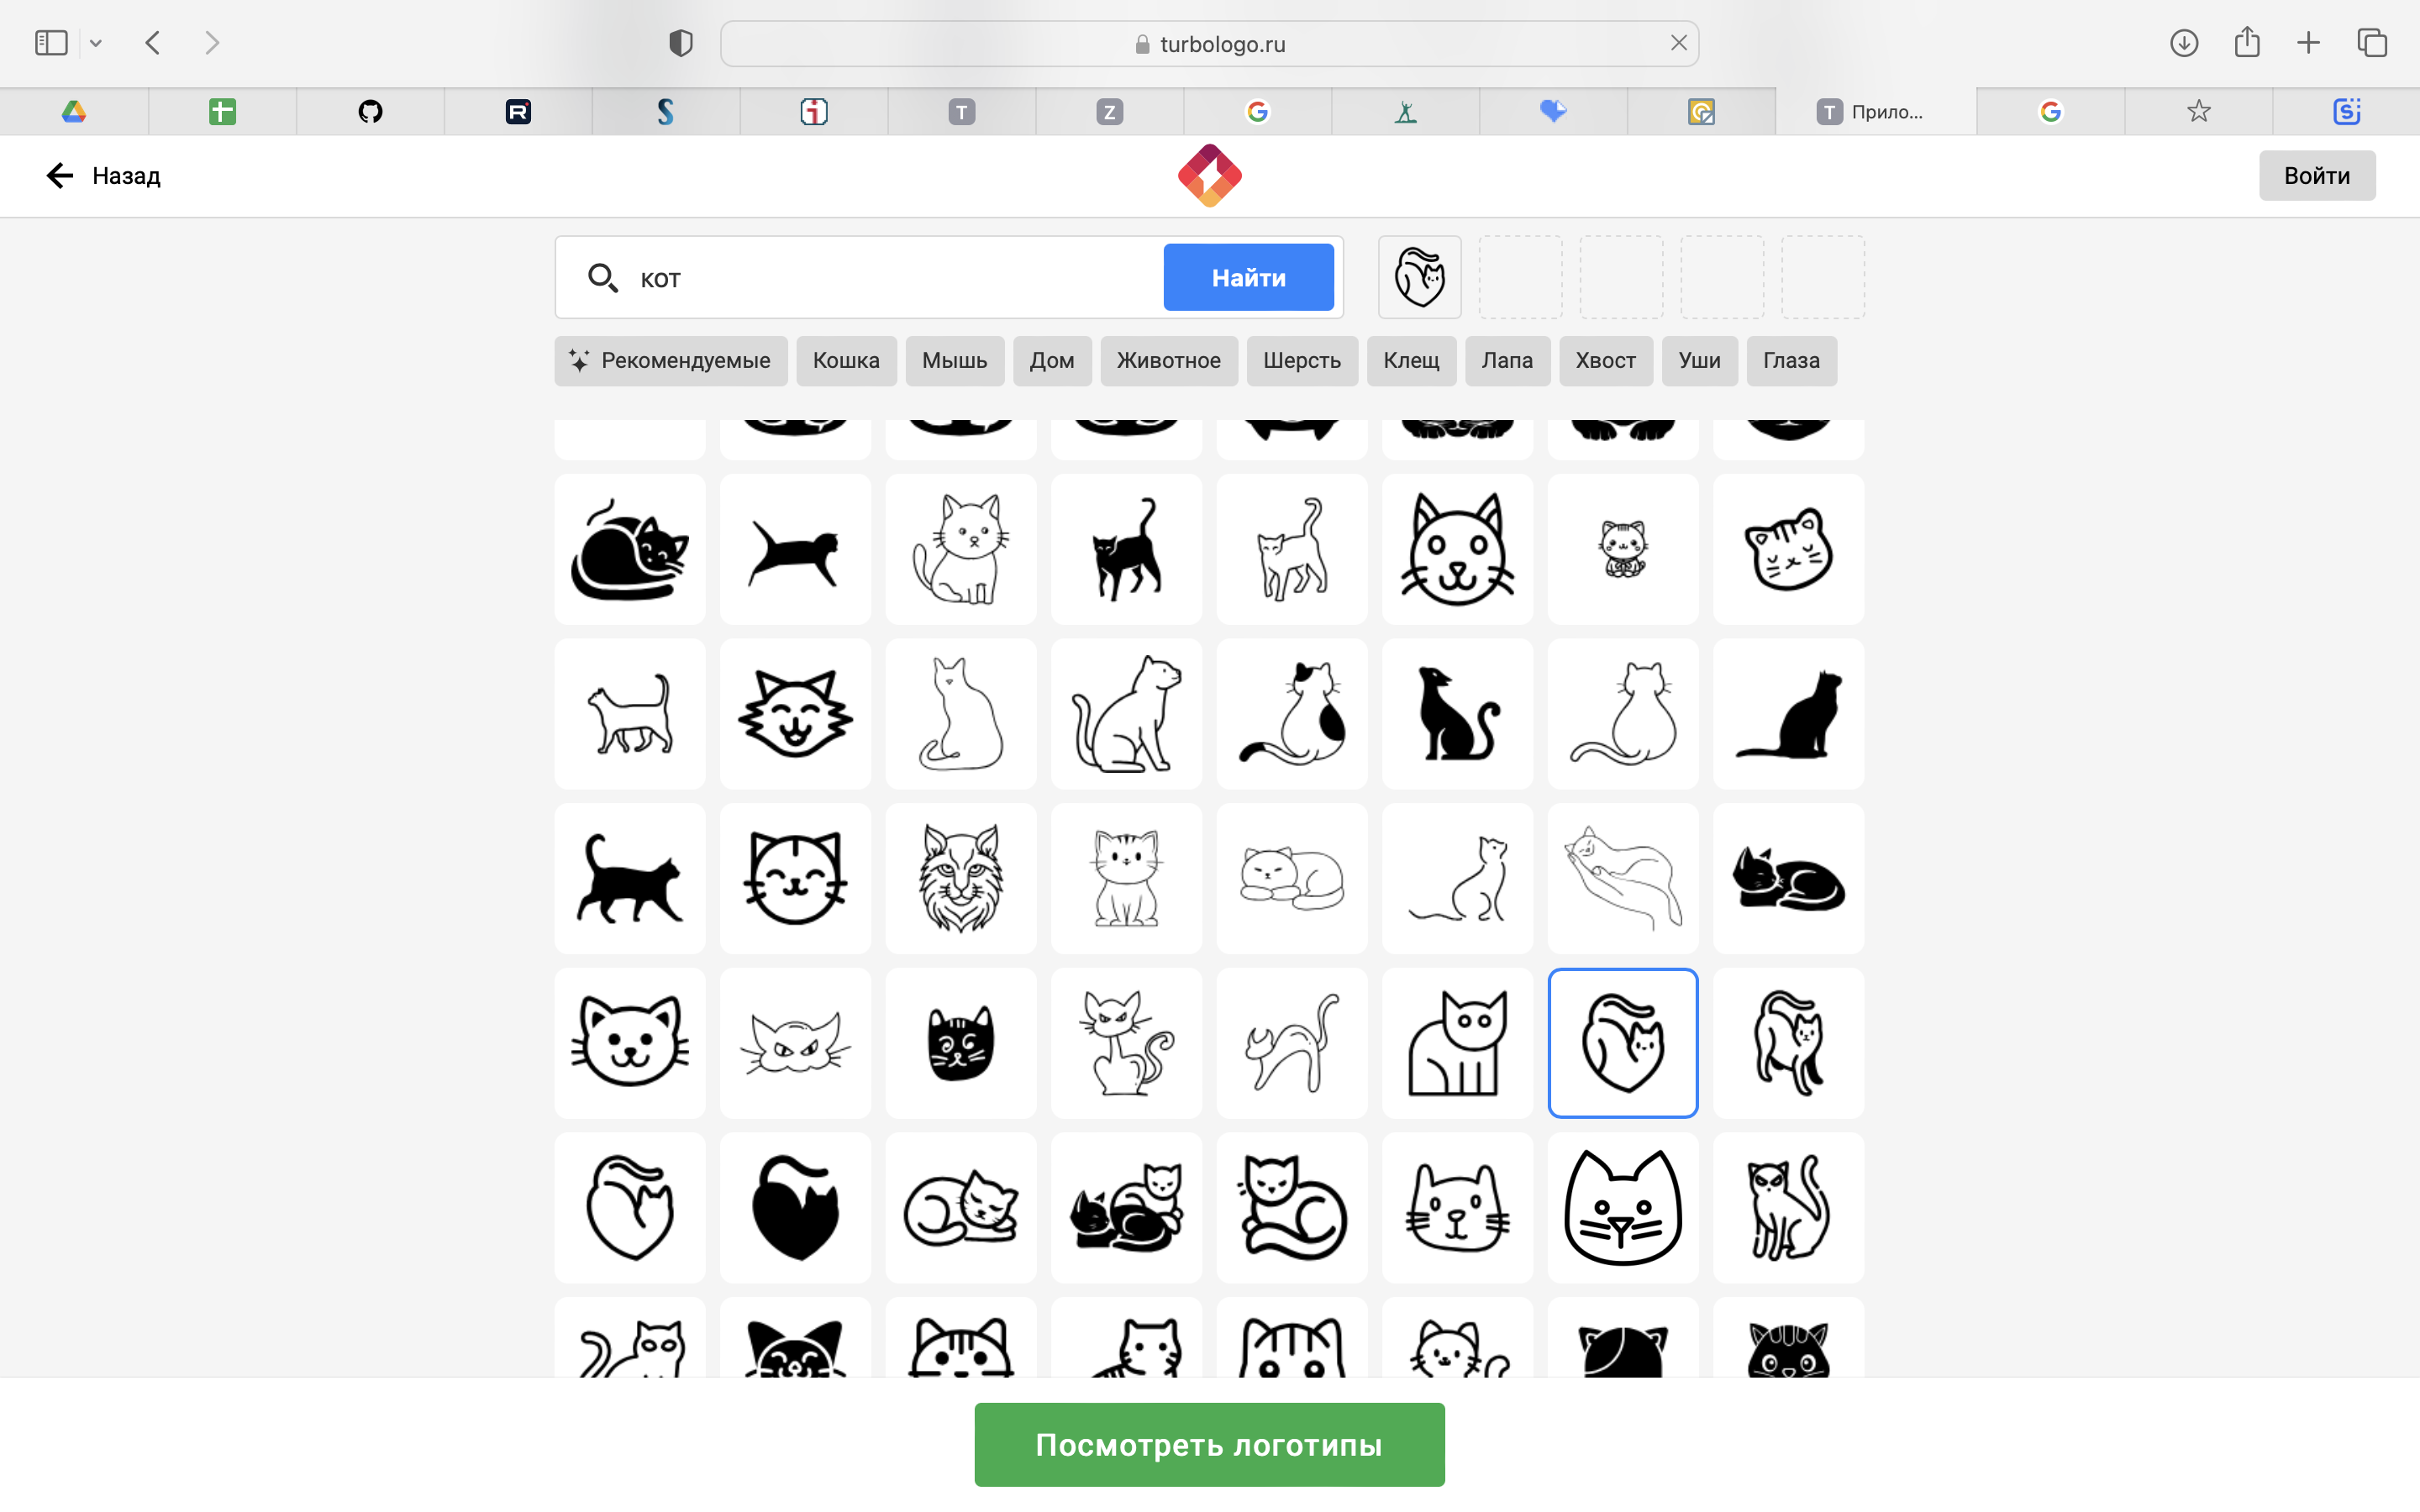 turbologo.ru
T
Z
T Прило...
Назад
Войти
кот
Найти
Рекомендуемые Кошка Мышь Дом Животное Шерсть Клещ Лапа Хвост Уши Глаза
Посмотреть логотипы